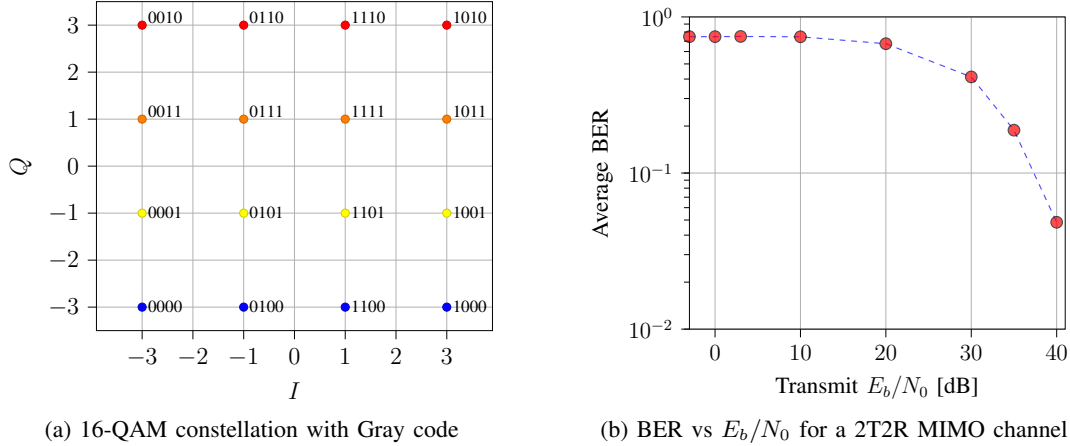 0010 0110 1110 1010
3
0011 0111 1111 1011
2
1
0
0001 0101 1101 1001
−1
−2
0000 0100 1100 1000
−3
Q
−3 −2 −1 0 1 2 3
I
(a) 16-QAM constellation with Gray code
10^0
10^−1
10^−2
Average BER
0 10 20 30 40
Transmit E_b/N_0 [dB]
(b) BER vs E_b/N_0 for a 2T2R MIMO channel